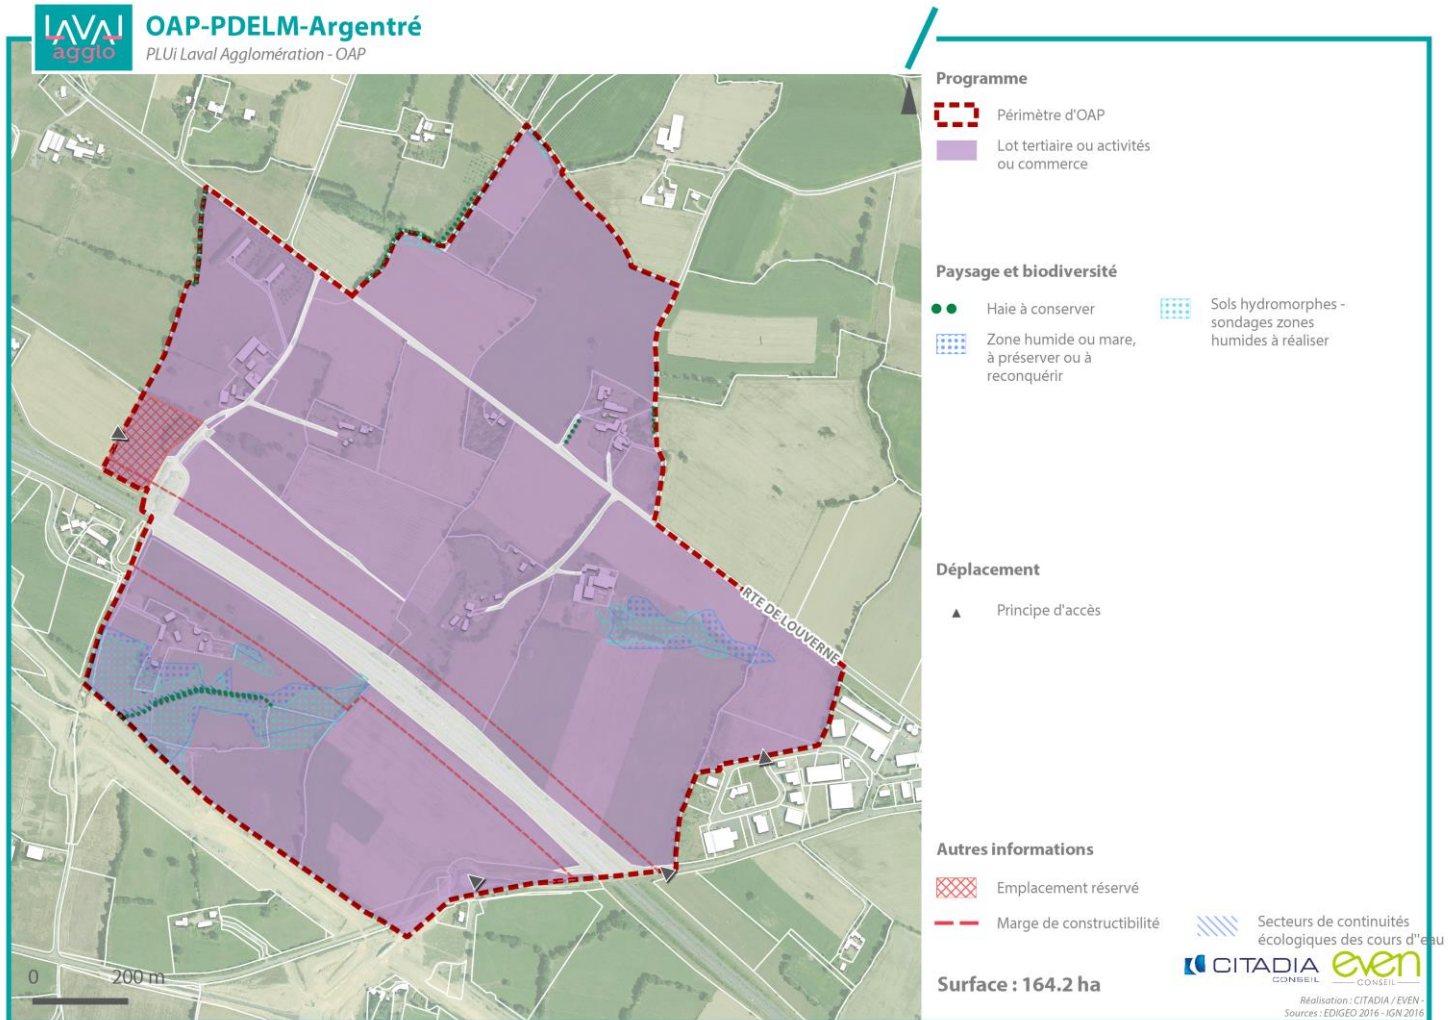 LAVAL
agglo
OAP-PDELM-Argentré
PLUi Laval Agglomération - OAP
RTE DE LOUVERNE
0 200 m
Programme
Périmètre d'OAP
Lot tertiaire ou activités
ou commerce
Paysage et biodiversité
Haie à conserver
Zone humide ou mare,
à préserver ou à
reconquérir
Sols hydromorphes -
sondages zones
humides à réaliser
Déplacement
Principe d'accès
Autres informations
Emplacement réservé
Marge de constructibilité
Secteurs de continuités
écologiques des cours d''eau
Surface : 164.2 ha
CITADIA
CONSEIL
even
CONSEIL
Réalisation : CITADIA / EVEN -
Sources : EDIGEO 2016 - IGN 2016